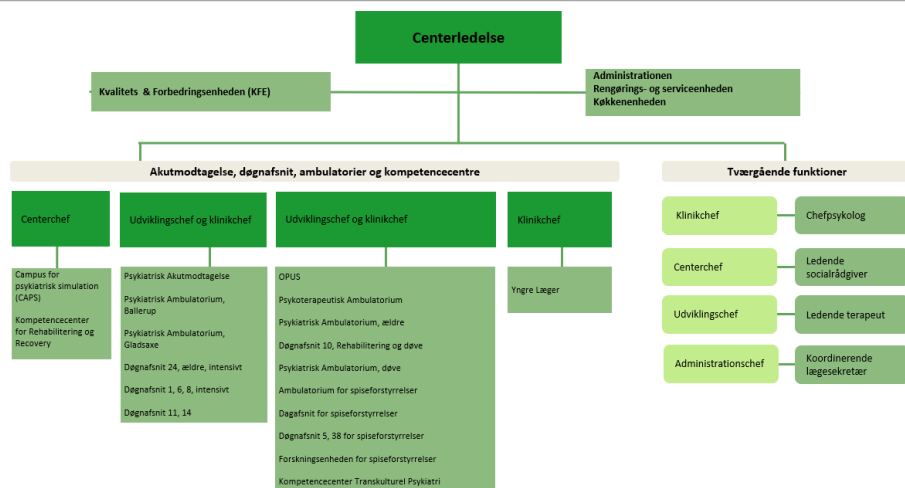 Centerledelse
Kvalitets & Forbedringsenheden (KFE)
Administrationen
Rengørings- og serviceenheden
Køkkenenheden
Akutmodtagelse, døgnafsnit, ambulatorier og kompetencecentre
Tværgående funktioner
Centerchef
Udviklingschef og klinikchef
Udviklingschef og klinikchef
Klinikchef
Campus for
psykiatrisk simulation
(CAPS)
Kompetencecenter
for Rehabilitering og
Recovery
Psykiatrisk Akutmodtagelse
Psykiatrisk Ambulatorium,
Ballerup
Psykiatrisk Ambulatorium,
Gladsaxe
Døgnafsnit 24, ældre, intensivt
Døgnafsnit 1, 6, 8, intensivt
Døgnafsnit 11, 14
OPUS
Psykoterapeutisk Ambulatorium
Psykiatrisk Ambulatorium, ældre
Døgnafsnit 10, Rehabilitering og døve
Psykiatrisk Ambulatorium, døve
Ambulatorium for spiseforstyrrelser
Dagafsnit for spiseforstyrrelser
Døgnafsnit 5, 38 for spiseforstyrrelser
Forskningsenheden for spiseforstyrrelser
Kompetencecenter Transkulturel Psykiatri
Yngre Læger
Klinikchef
Chefpsykolog
Centerchef
Ledende
socialrådgiver
Udviklingschef
Ledende terapeut
Administrationschef
Koordinerende
lægesekretær